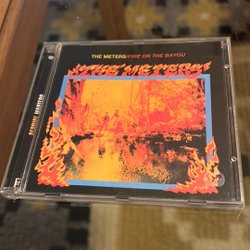 THE METERS/FIRE ON THE BAYOU
THE METERS